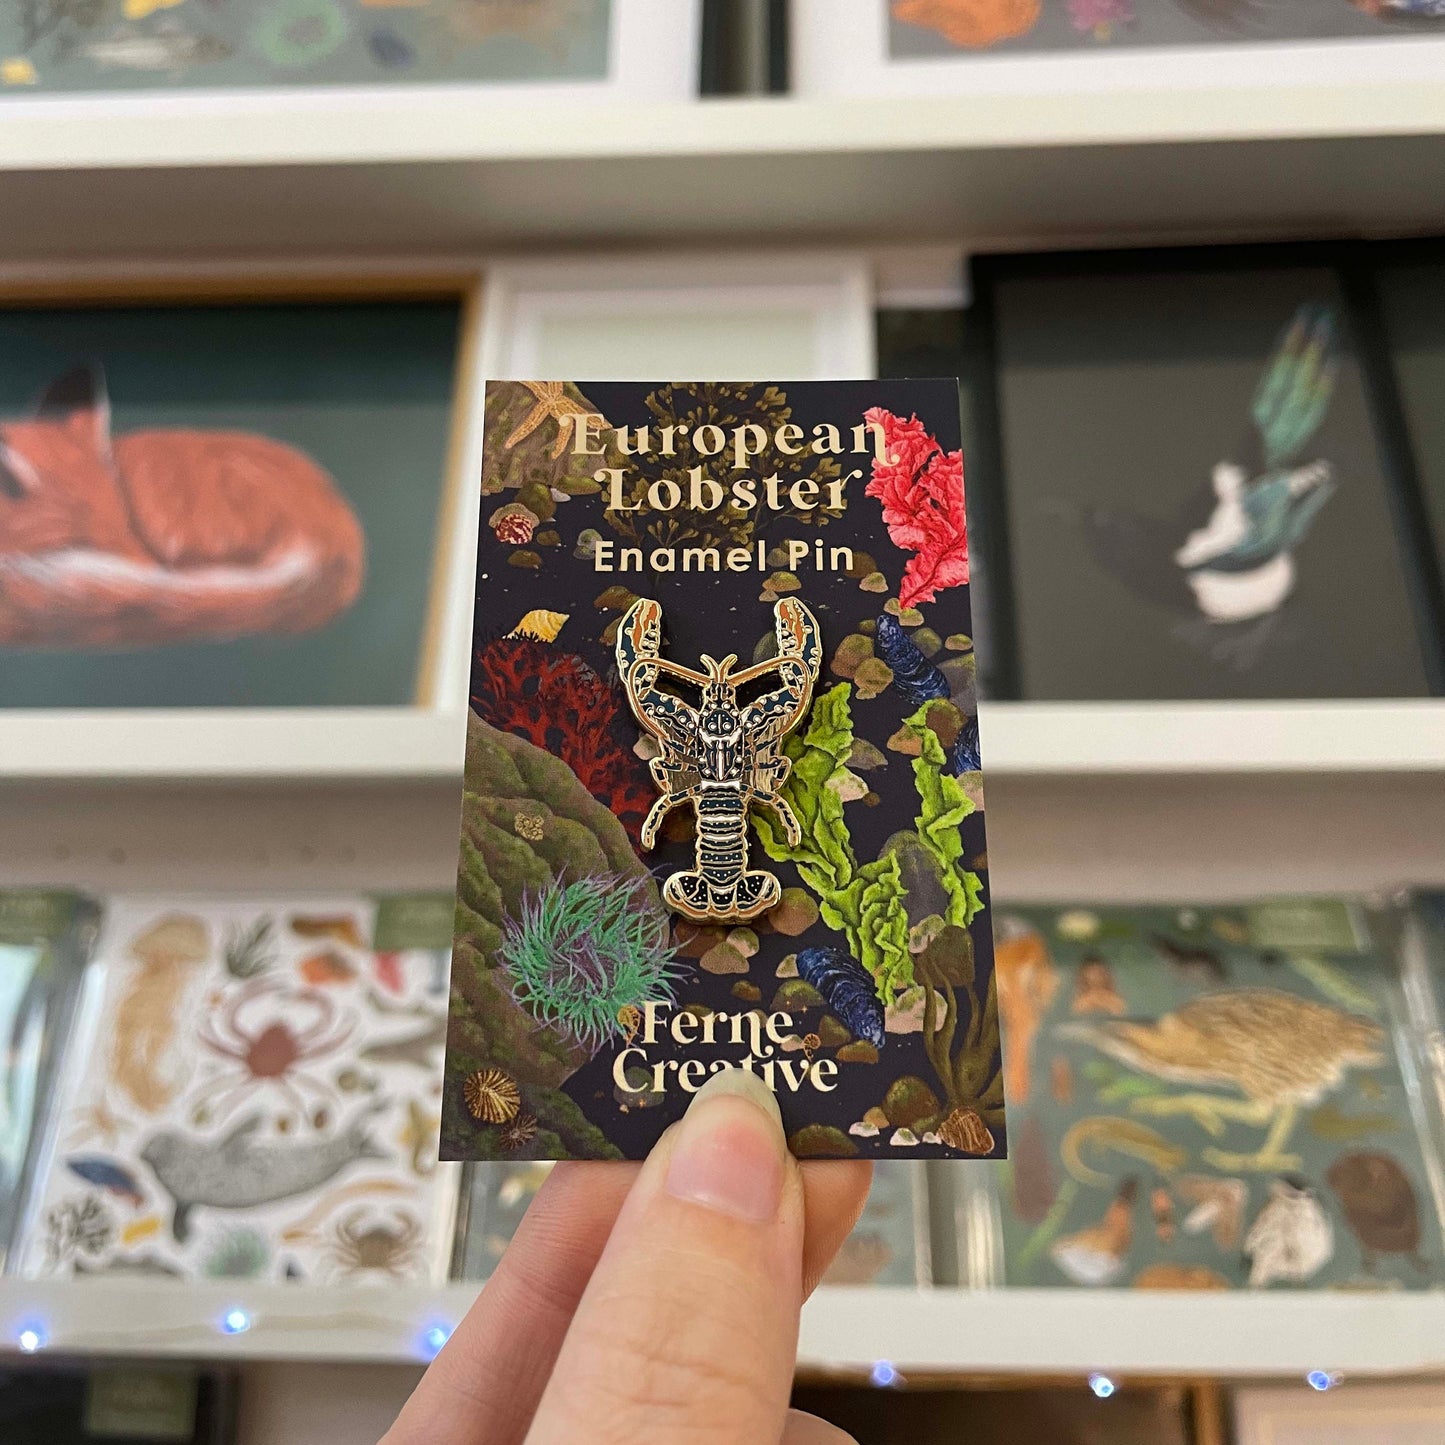 European
Lobster
Enamel Pin
Ferne
Creative